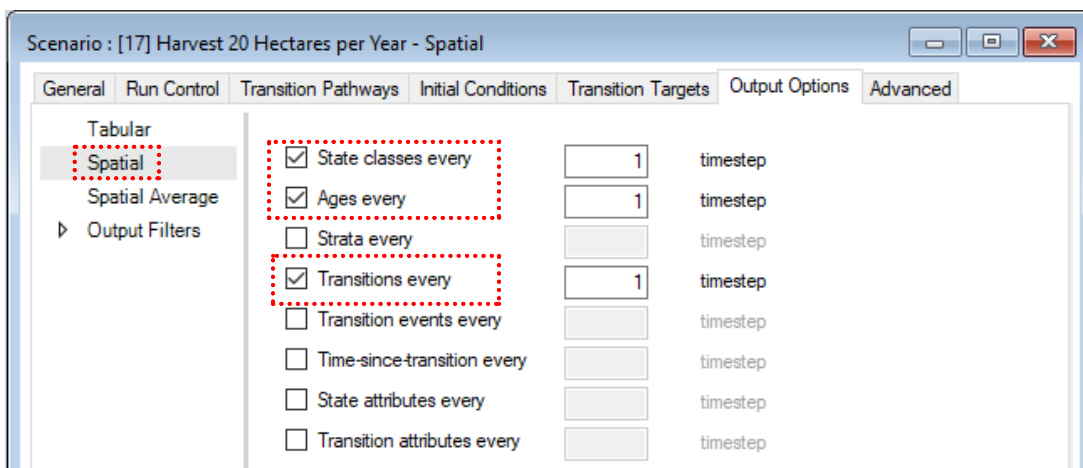 Scenario : [17] Harvest 20 Hectares per Year - Spatial
General Run Control Transition Pathways Initial Conditions Transition Targets Output Options Advanced
Tabular
Spatial
Spatial Average
Output Filters
State classes every 1 timestep
Ages every 1 timestep
Strata every timestep
Transitions every 1 timestep
Transition events every timestep
Time-since-transition every timestep
State attributes every timestep
Transition attributes every timestep